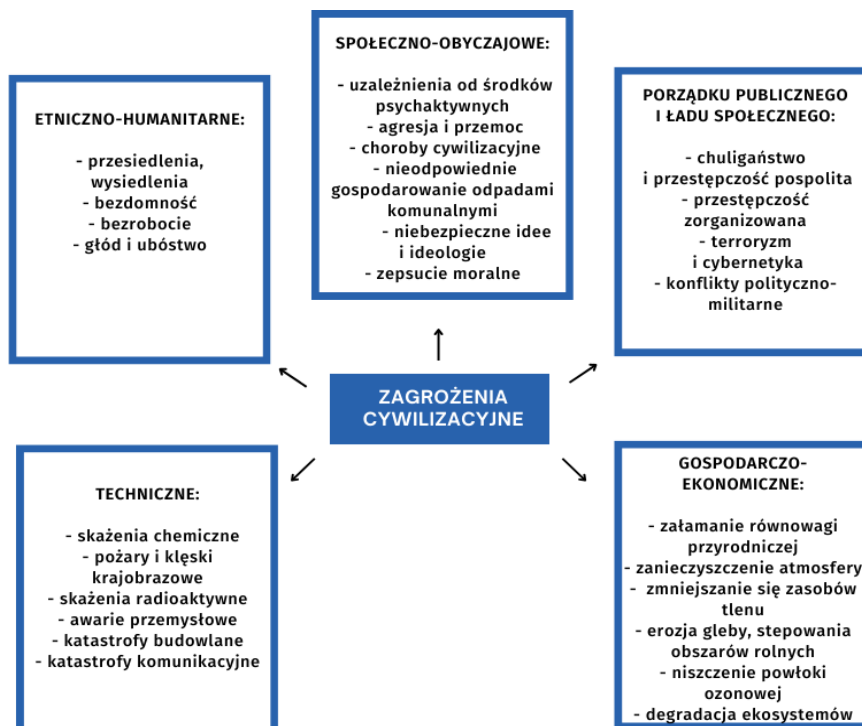 SPOŁECZNO-OBYCZAJOWE:
- uzależnienia od środków
psychaktywnych
- agresja i przemoc
- choroby cywilizacyjne
- nieodpowiednie
gospodarowanie odpadami
komunalnymi
- niebezpieczne idee
i ideologie
- zepsucie moralne
ETNICZNO-HUMANITARNE:
- przesiedlenia,
wysiedlenia
- bezdomność
- bezrobocie
- głód i ubóstwo
PORZĄDKU PUBLICZNEGO
I ŁADU SPOŁECZNEGO:
- chuligaństwo
i przestępczość pospolita
- przestępczość
zorganizowana
- terroryzm
i cybernetyka
- konflikty polityczno-
militarne
ZAGROŻENIA
CYWILIZACYJNE
TECHNICZNE:
- skażenia chemiczne
- pożary i klęski
krajobrazowe
- skażenia radioaktywne
- awarie przemysłowe
- katastrofy budowlane
- katastrofy komunikacyjne
GOSPODARCZO-
EKONOMICZNE:
- załamanie równowagi
przyrodniczej
- zanieczyszczenie atmosfery
- zmniejszanie się zasobów
tlenu
- erozja gleby, stepowania
obszarów rolnych
- niszczenie powłoki
ozonowej
- degradacja ekosystemów